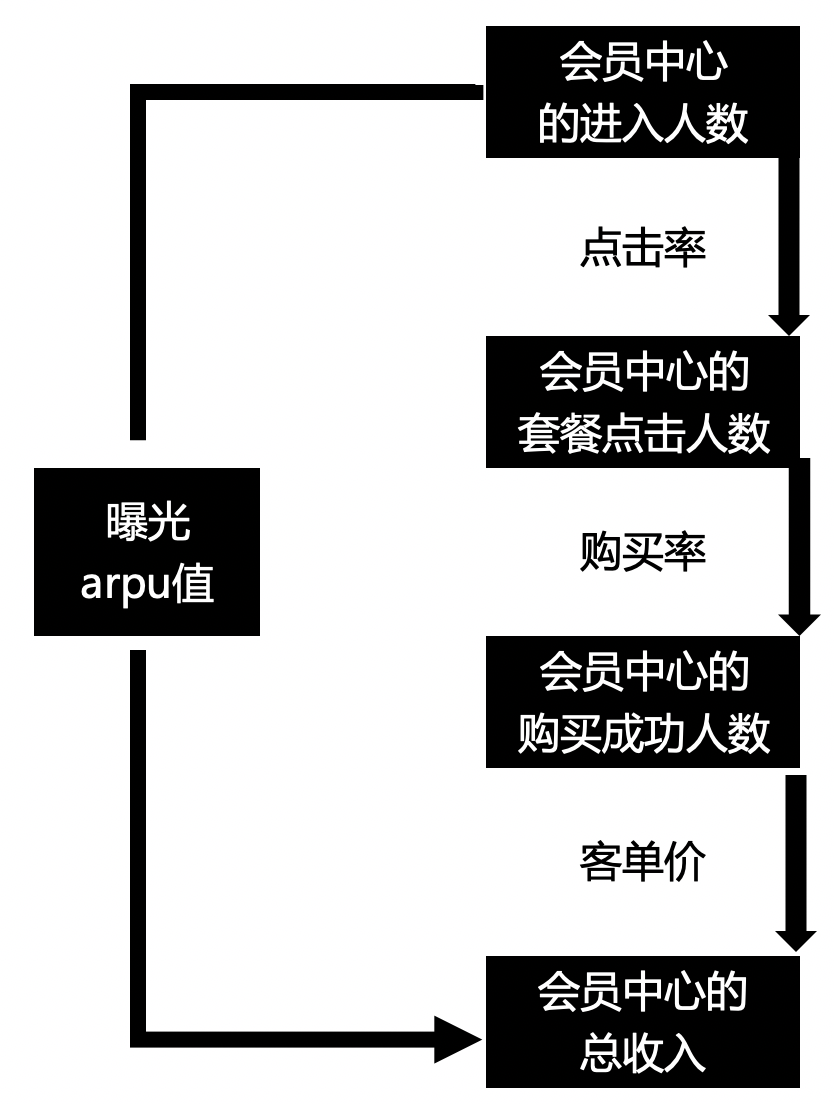 会员中心
的进入人数
点击率
会员中心的
套餐点击人数
曝光
arpu值
购买率
会员中心的
购买成功人数
客单价
会员中心的
总收入